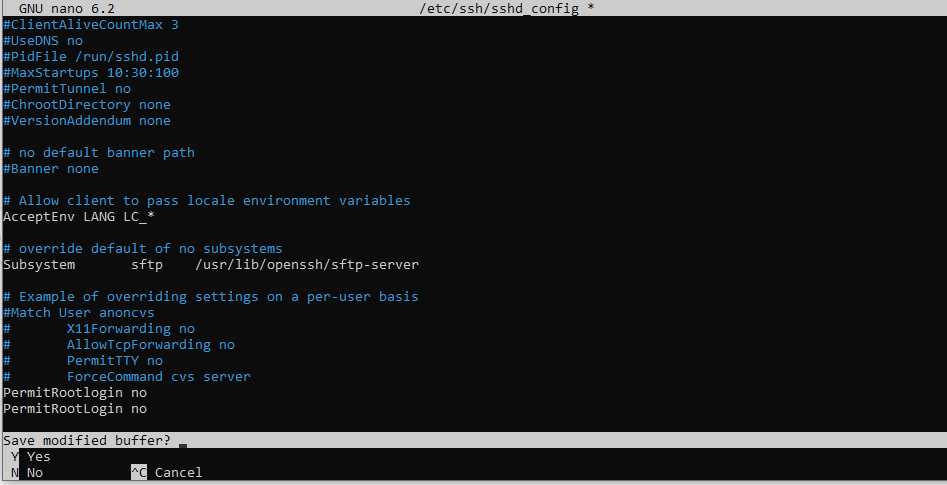 GNU nano 6.2 /etc/ssh/sshd_config *
#ClientAliveCountMax 3
#UseDNS no
#PidFile /run/sshd.pid
#MaxStartups 10:30:100
#PermitTunnel no
#ChrootDirectory none
#VersionAddendum none
# no default banner path
#Banner none
# Allow client to pass locale environment variables
AcceptEnv LANG LC_*
# override default of no subsystems
Subsystem sftp /usr/lib/openssh/sftp-server
# Example of overriding settings on a per-user basis
#Match User anoncvs
# X11Forwarding no
# AllowTcpForwarding no
# PermitTTY no
# ForceCommand cvs server
PermitRootlogin no
PermitRootLogin no
Save modified buffer?
Y Yes
N No ^C Cancel